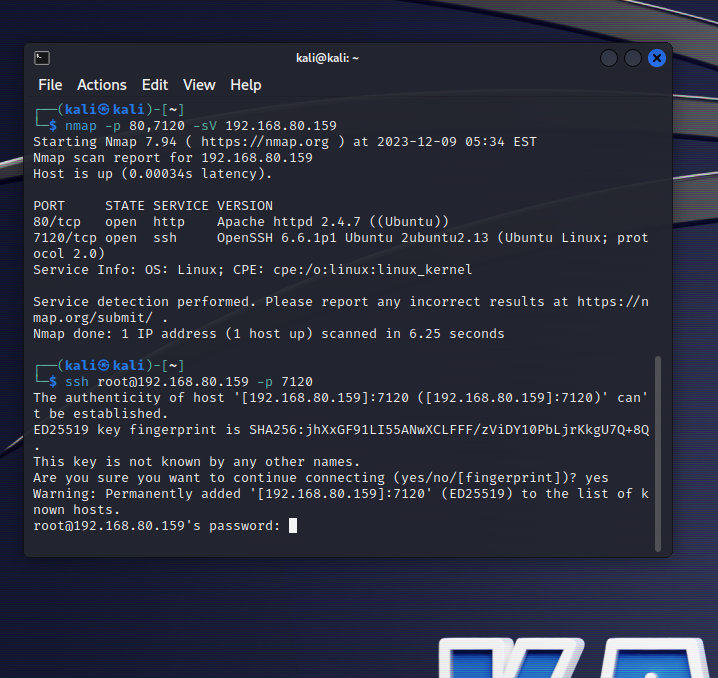 kali@kali: ~
File Actions Edit View Help
┌──(kali㉿kali)-[~]
└─$ nmap -p 80,7120 -sV 192.168.80.159
Starting Nmap 7.94 ( https://nmap.org ) at 2023-12-09 05:34 EST
Nmap scan report for 192.168.80.159
Host is up (0.00034s latency).
PORT     STATE SERVICE VERSION
80/tcp   open  http    Apache httpd 2.4.7 ((Ubuntu))
7120/tcp open  ssh     OpenSSH 6.6.1p1 Ubuntu 2ubuntu2.13 (Ubuntu Linux; prot
ocol 2.0)
Service Info: OS: Linux; CPE: cpe:/o:linux:linux_kernel
Service detection performed. Please report any incorrect results at https://n
map.org/submit/ .
Nmap done: 1 IP address (1 host up) scanned in 6.25 seconds
┌──(kali㉿kali)-[~]
└─$ ssh root@192.168.80.159 -p 7120
The authenticity of host '[192.168.80.159]:7120 ([192.168.80.159]:7120)' can'
t be established.
ED25519 key fingerprint is SHA256:jhXxGF91LI55ANwXCLFFF/zViDY10PbLjrKkgU7Q+8Q
.
This key is not known by any other names.
Are you sure you want to continue connecting (yes/no/[fingerprint])? yes
Warning: Permanently added '[192.168.80.159]:7120' (ED25519) to the list of k
nown hosts.
root@192.168.80.159's password: